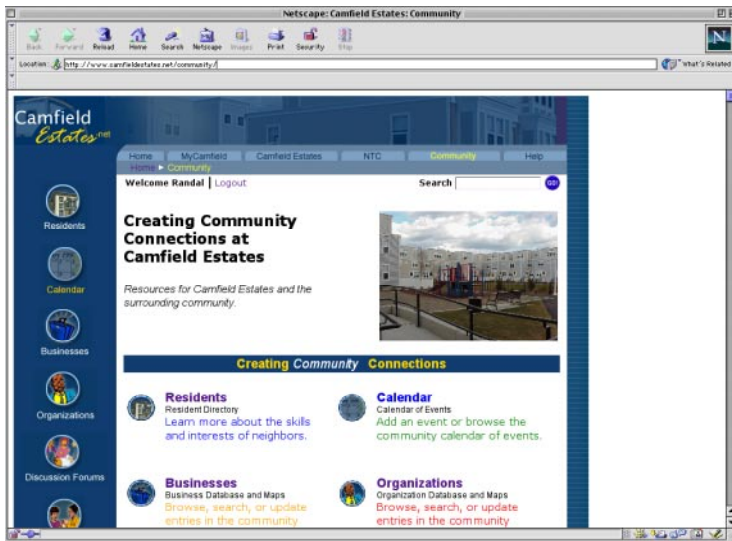 Netscape: Camfield Estates: Community
Back Forward Reload Home Search Netscape Images Print Security Stop
Location: http://www.camfieldestates.net/community/ What's Related
Camfield
Estates.net
Home MyCamfield Camfield Estates NTC Community Help
Home Community
Welcome Randal | Logout Search GO!
Creating Community
Connections at
Camfield Estates
Resources for Camfield Estates and the
surrounding community.
Residents
Calendar
Businesses
Organizations
Discussion Forums
Creating Community Connections
Residents
Resident Directory
Learn more about the skills
and interests of neighbors.
Calendar
Calendar of Events
Add an event or browse the
community calendar of events.
Businesses
Business Database and Maps
Browse, search, or update
entries in the community
Organizations
Organization Database and Maps
Browse, search, or update
entries in the community